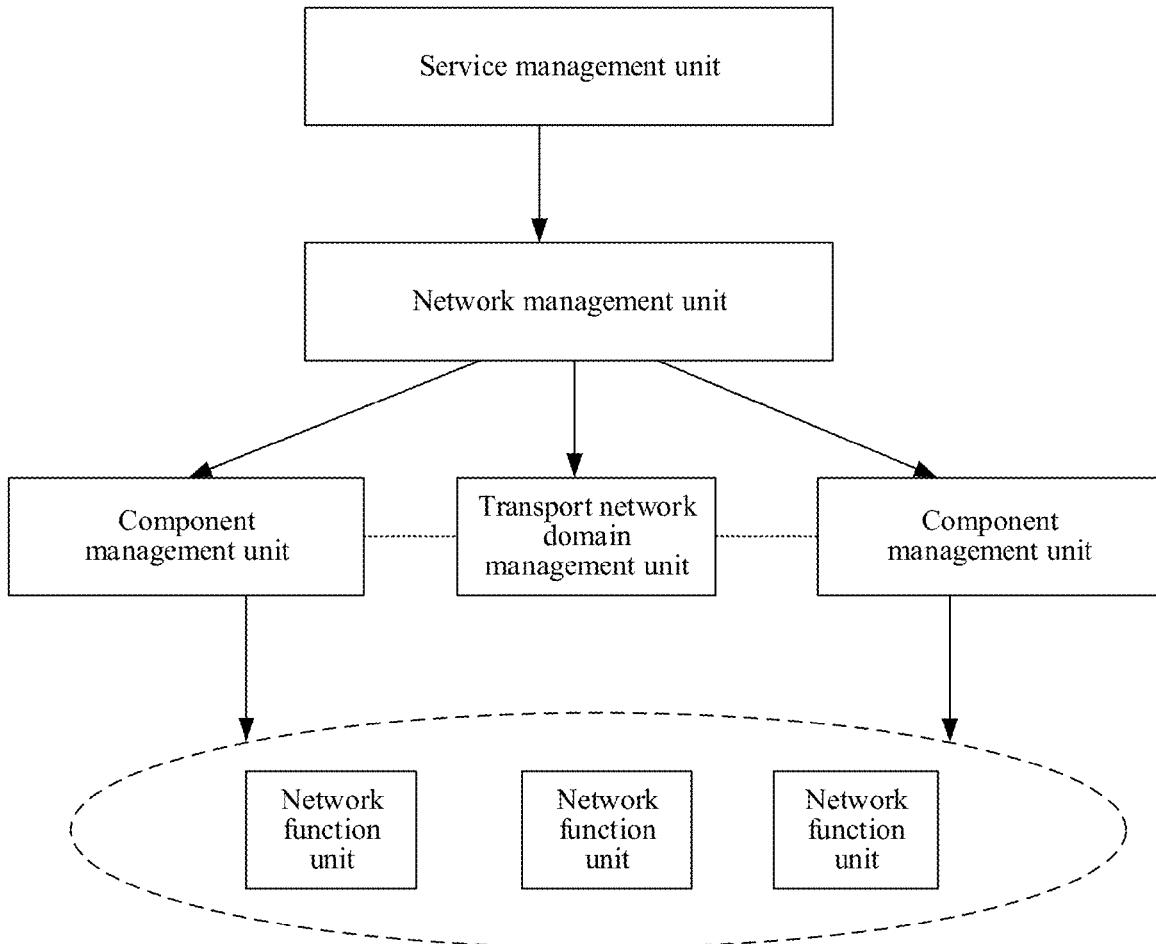 Service management unit
Network management unit
Component
management unit
Transport network
domain
management unit
Component
management unit
Network
function
unit
Network
function
unit
Network
function
unit